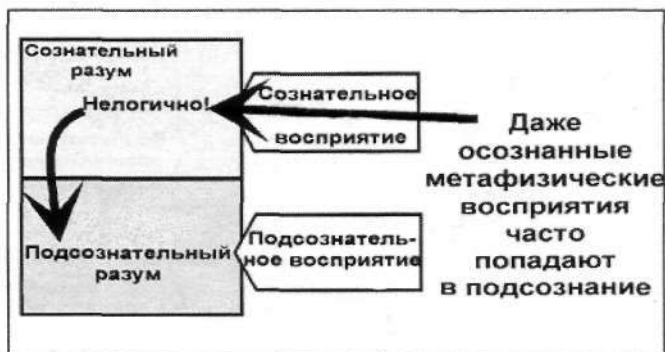 Сознательный
разум
Нелогично!
Сознательное
восприятие
Подсознательный
разум
Подсознатель-
ное восприятие
Даже
осознанные
метафизические
восприятия
часто
попадают
в подсознание